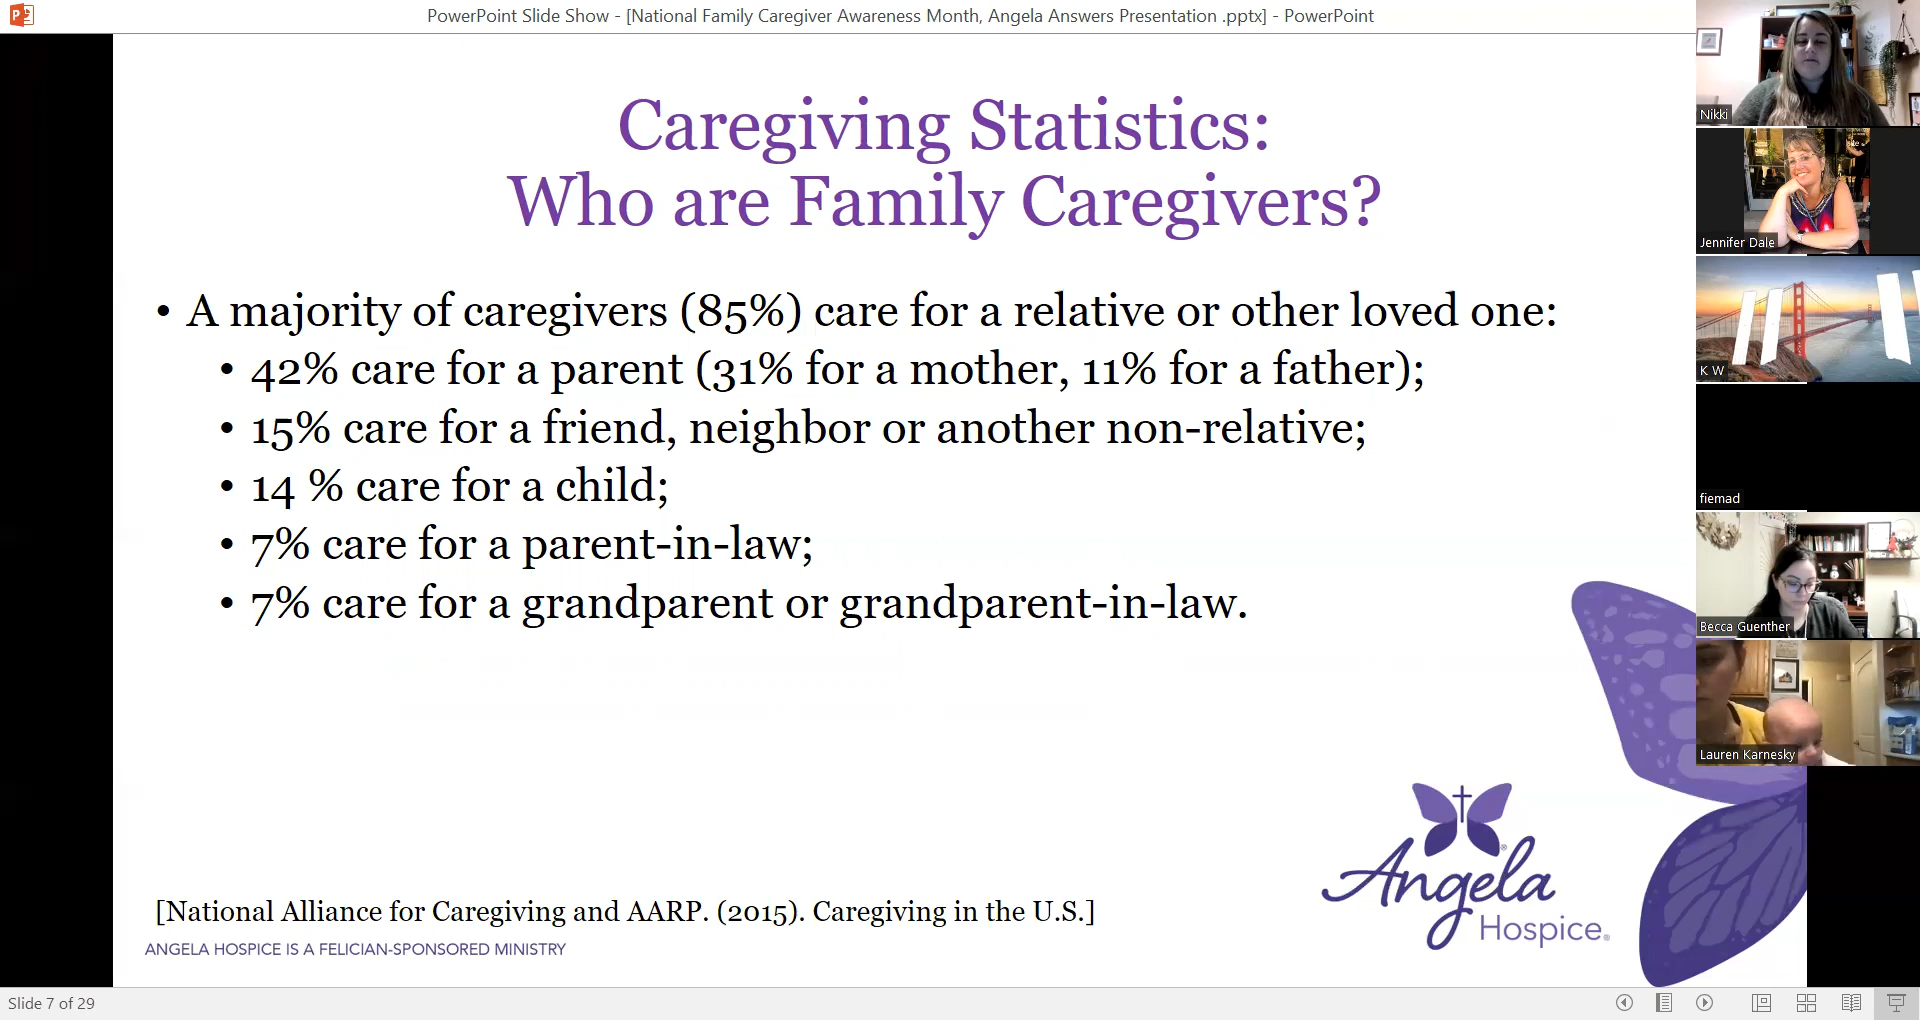 PowerPoint Slide Show - [National Family Caregiver Awareness Month, Angela Answers Presentation .pptx] - PowerPoint
Caregiving Statistics:
Who are Family Caregivers?
• A majority of caregivers (85%) care for a relative or other loved one:
• 42% care for a parent (31% for a mother, 11% for a father);
• 15% care for a friend, neighbor or another non-relative;
• 14 % care for a child;
• 7% care for a parent-in-law;
• 7% care for a grandparent or grandparent-in-law.
[National Alliance for Caregiving and AARP. (2015). Caregiving in the U.S.]
ANGELA HOSPICE IS A FELICIAN-SPONSORED MINISTRY
Angela
Hospice®
Nikki
Jennifer Dale
K W
fiemad
Becca Guenther
Lauren Karnesky
Slide 7 of 29